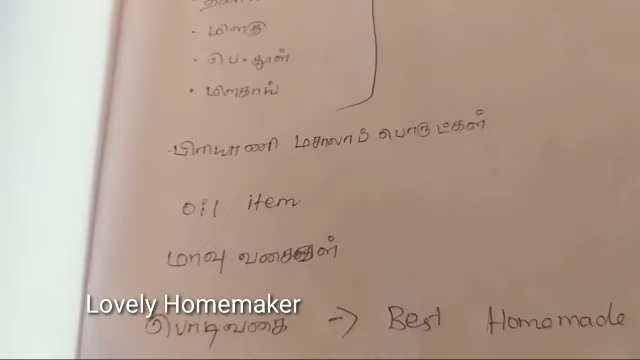 · மிளகு
· பெ.தூள்
· மிளகாய்
-பிரியாணி மசாலாப் பொருட்கள்
oil item
மாவு வகைகள்
Lovely Homemaker
பொடிவகை -> Best Homemade